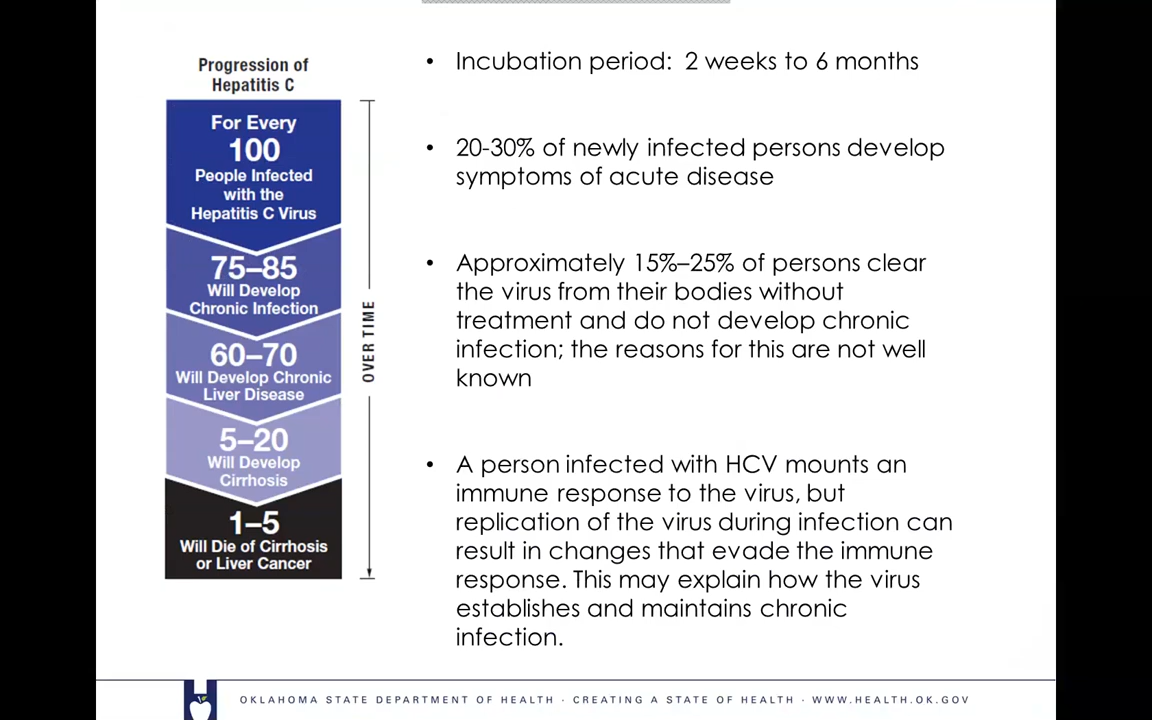 Progression of
Hepatitis C
For Every
100
People Infected
with the
Hepatitis C Virus
75–85
Will Develop
Chronic Infection
60–70
Will Develop Chronic
Liver Disease
5–20
Will Develop
Cirrhosis
1–5
Will Die of Cirrhosis
or Liver Cancer
OVER TIME
• Incubation period: 2 weeks to 6 months
• 20-30% of newly infected persons develop
symptoms of acute disease
• Approximately 15%–25% of persons clear
the virus from their bodies without
treatment and do not develop chronic
infection; the reasons for this are not well
known
• A person infected with HCV mounts an
immune response to the virus, but
replication of the virus during infection can
result in changes that evade the immune
response. This may explain how the virus
establishes and maintains chronic
infection.
OKLAHOMA STATE DEPARTMENT OF HEALTH · CREATING A STATE OF HEALTH · WWW.HEALTH.OK.GOV